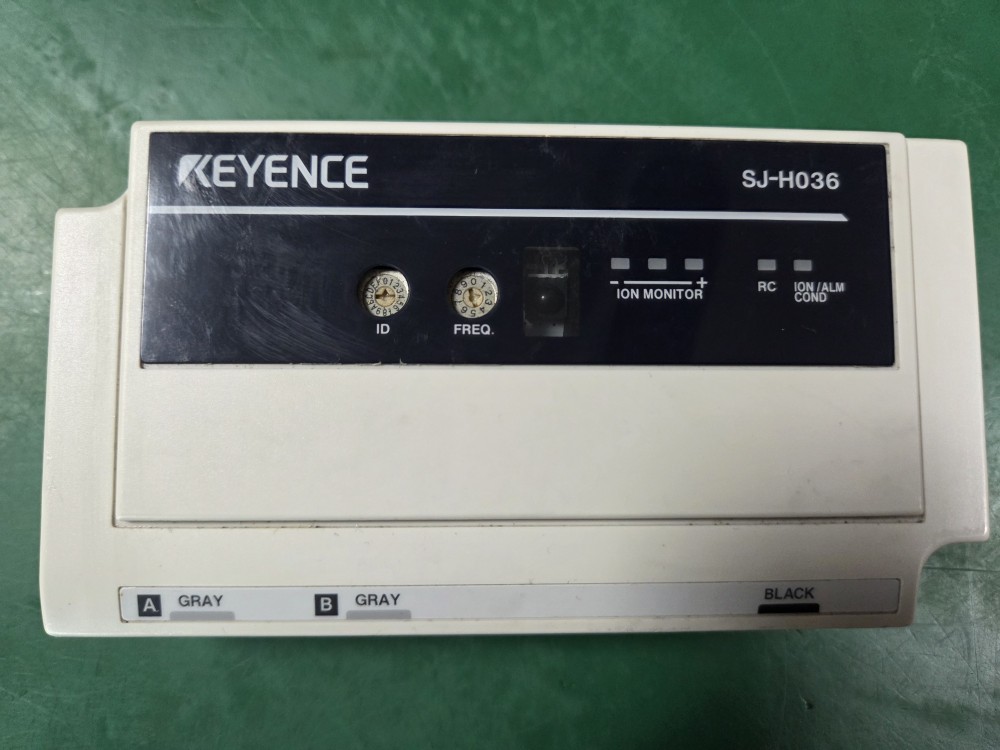 KEYENCE
SJ-H036
ID
FREQ.
- ION MONITOR +
RC
ION/ALM
COND
A GRAY
B GRAY
BLACK